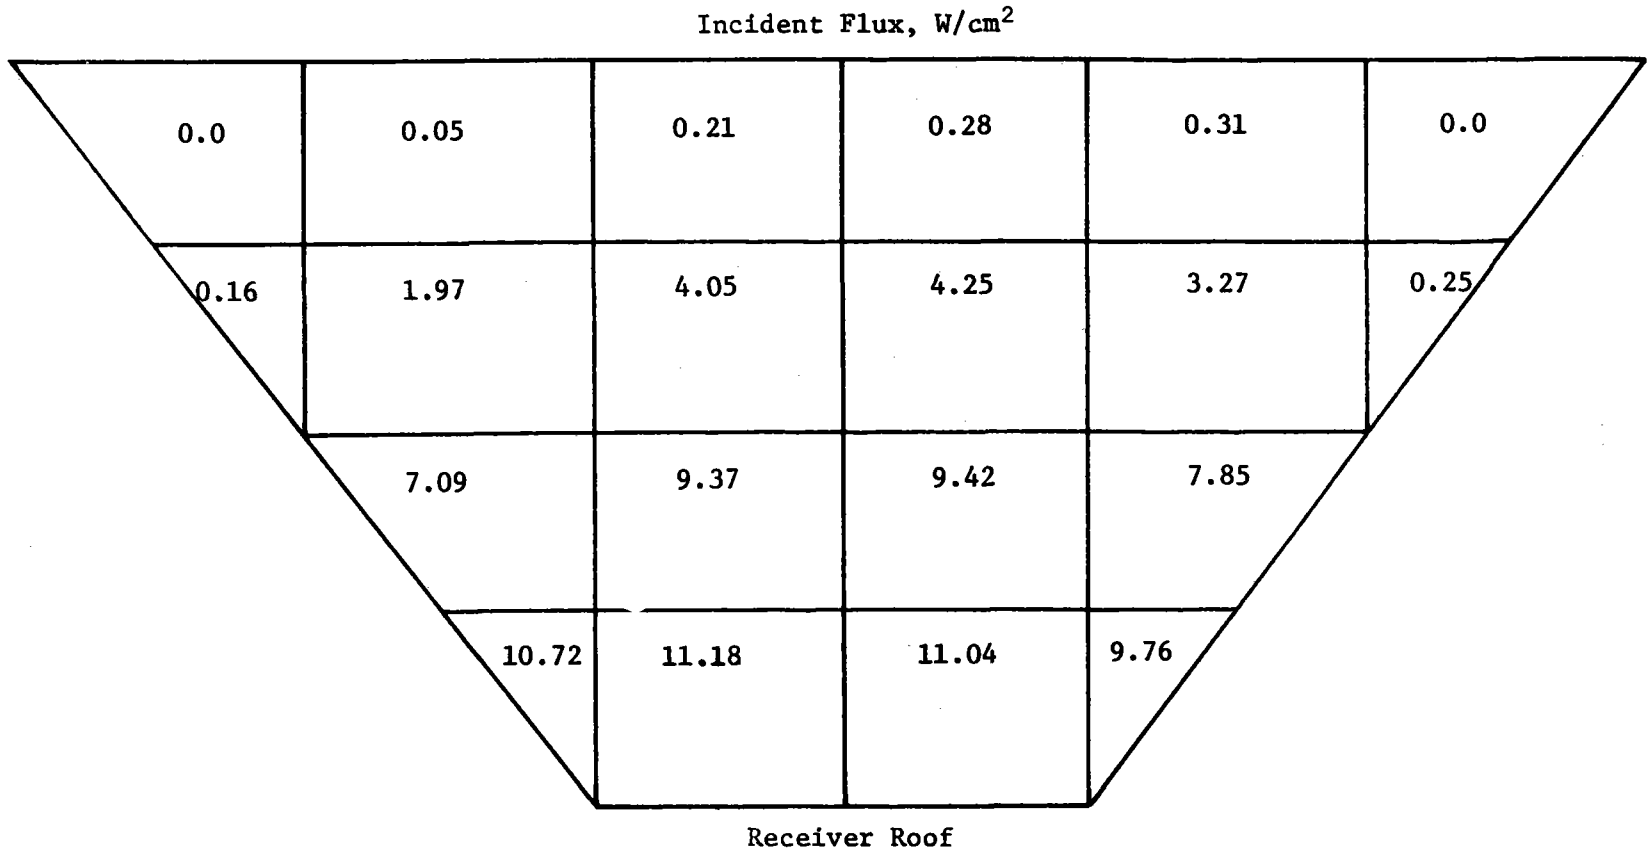 Incident Flux, W/cm²
0.0 0.05 0.21 0.28 0.31 0.0
0.16 1.97 4.05 4.25 3.27 0.25
7.09 9.37 9.42 7.85
10.72 11.18 11.04 9.76
Receiver Roof